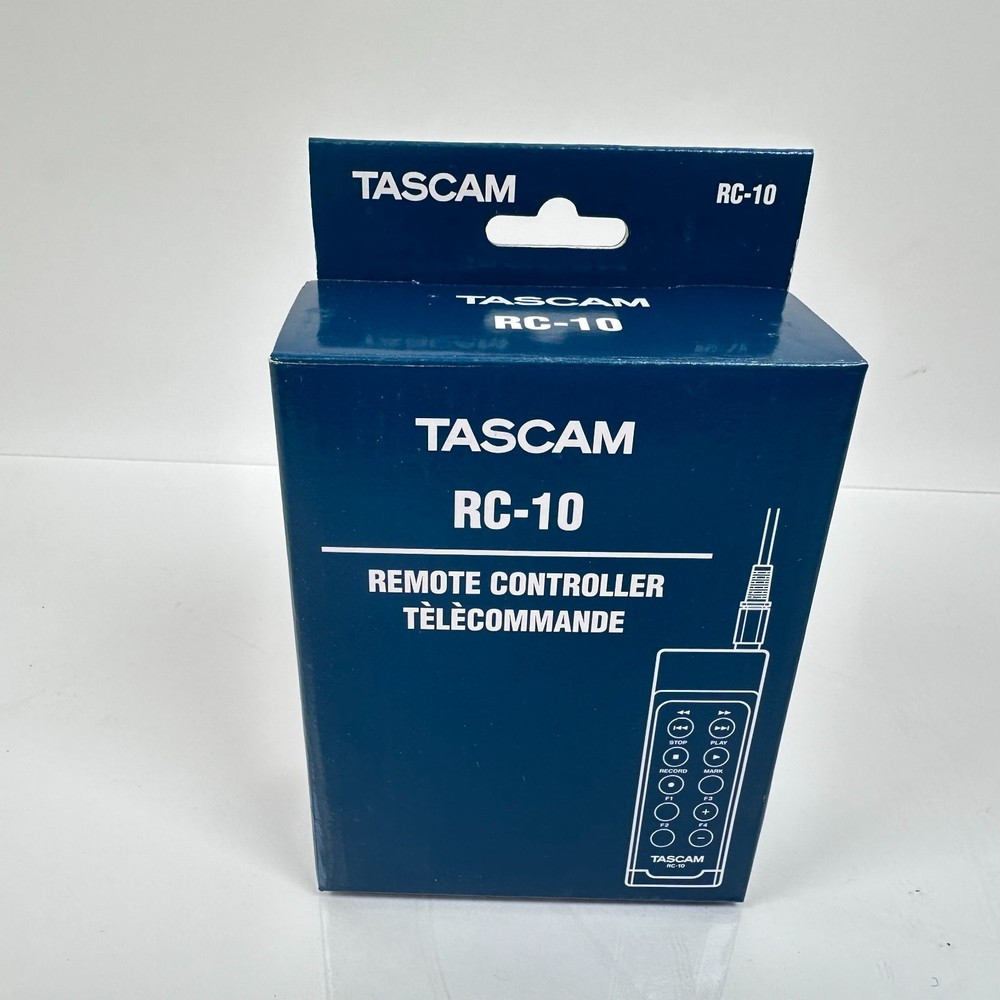 TASCAM
RC-10
TASCAM
RC-10
TASCAM
RC-10
REMOTE CONTROLLER
TÈLÈCOMMANDE
STOP PLAY
RECORD MARK
F1 F3
F2 F4
TASCAM
RC-10